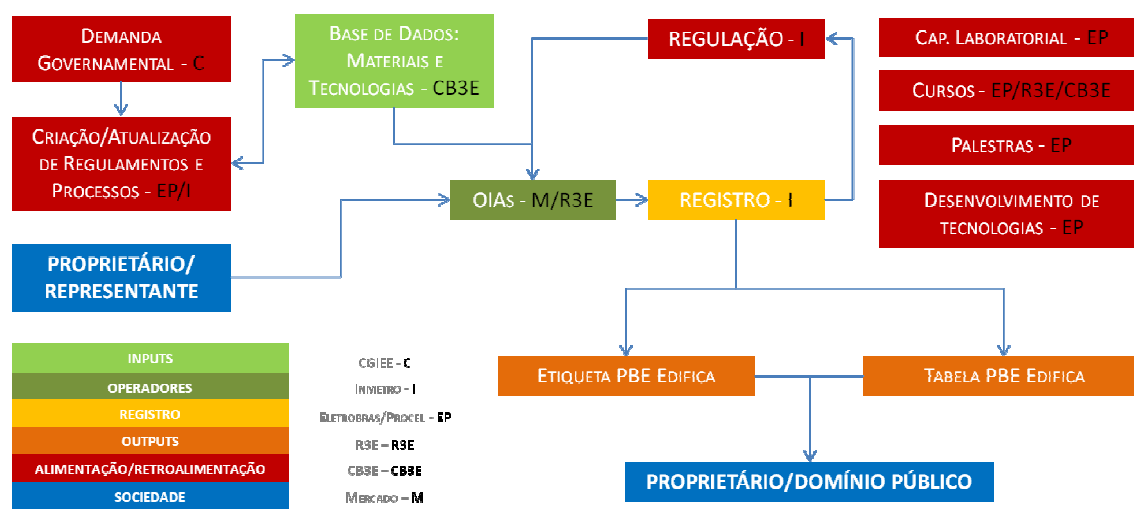 DEMANDA
GOVERNAMENTAL - C
CRIAÇÃO/ATUALIZAÇÃO
DE REGULAMENTOS E
PROCESSOS - EP/I
PROPRIETÁRIO/
REPRESENTANTE
BASE DE DADOS:
MATERIAIS E
TECNOLOGIAS - CB3E
OIAs - M/R3E
REGULAÇÃO - I
REGISTRO - I
CAP. LABORATORIAL - EP
CURSOS - EP/R3E/CB3E
PALESTRAS - EP
DESENVOLVIMENTO DE
TECNOLOGIAS - EP
ETIQUETA PBE EDIFICA
TABELA PBE EDIFICA
PROPRIETÁRIO/DOMÍNIO PÚBLICO
INPUTS
OPERADORES
REGISTRO
OUTPUTS
ALIMENTAÇÃO/RETROALIMENTAÇÃO
SOCIEDADE
CGIEE - C
INMETRO - I
ELETROBRAS/PROCEL - EP
R3E – R3E
CB3E – CB3E
MERCADO – M